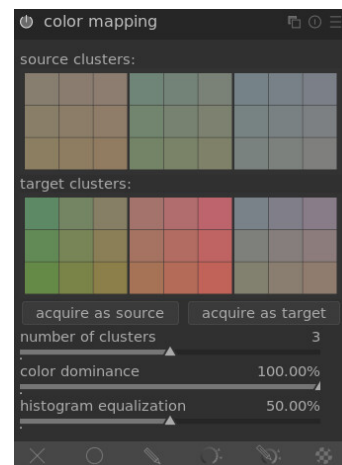 color mapping
source clusters:
target clusters:
acquire as source acquire as target
number of clusters 3
color dominance 100.00%
histogram equalization 50.00%